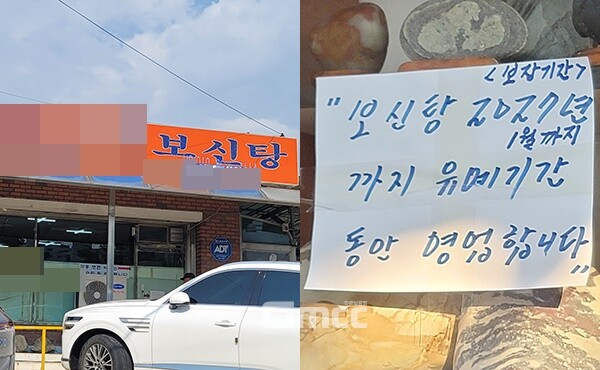 보신탕
ADT
<보장기간>
"보신탕 2027년
1월까지
까지 유예기간
동안 영업합니다"